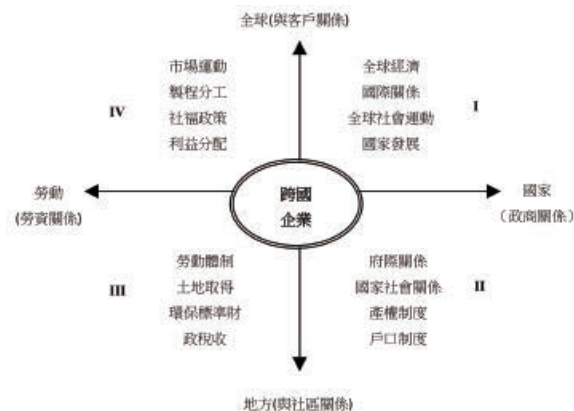 全球(與客戶關係)
市場運動
製程分工
社福政策
利益分配
IV
全球經濟
國際關係
全球社會運動
國家發展
I
勞動
(勞資關係)
跨國
企業
國家
(政商關係)
勞動體制
土地取得
環保標準財
政稅收
III
府際關係
國家社會關係
產權制度
戶口制度
II
地方(與社區關係)